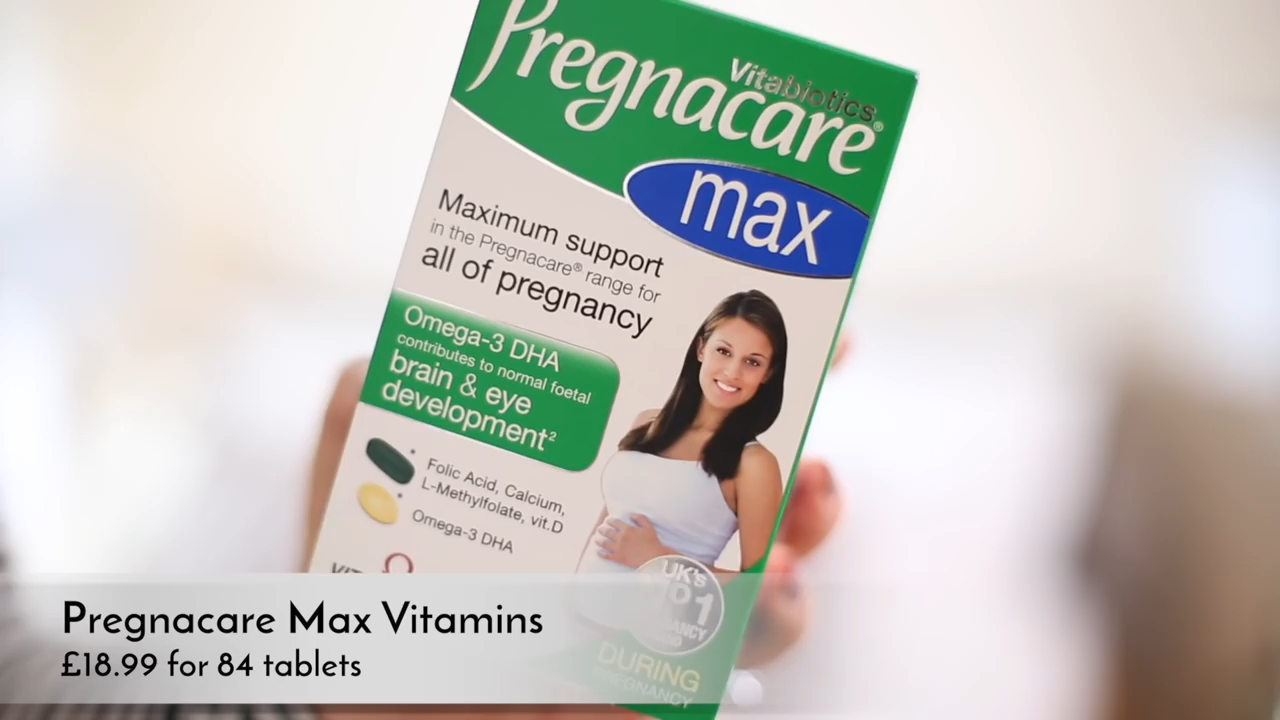 Vitabiotics
Pregnacare®
max
Maximum support
in the Pregnacare® range for
all of pregnancy
Omega-3 DHA
contributes to normal foetal
brain & eye
development²
Folic Acid, Calcium,
L-Methylfolate, vit.D
Omega-3 DHA
UK's
DURING
PREGNANCY
Pregnacare Max Vitamins
£18.99 for 84 tablets